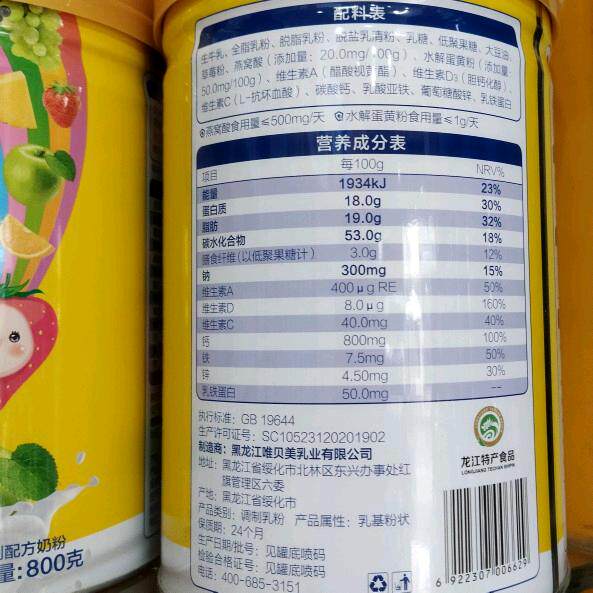 配料表
生牛乳、全脂乳粉、脱脂乳粉、脱盐乳清粉、乳糖、低聚果糖、大豆油、
草莓粉、燕窝酸（添加量：20.0mg/100g）、水解蛋黄粉（添加量：
50.0mg/100g）、维生素A（醋酸视黄酯）、维生素D₃（胆钙化醇）、
维生素C（L-抗坏血酸）、碳酸钙、乳酸亚铁、葡萄糖酸锌、乳铁蛋白
燕窝酸食用量≤500mg/天 水解蛋黄粉食用量≤1g/天
营养成分表
项目 每100g NRV%
能量 1934kJ 23%
蛋白质 18.0g 30%
脂肪 19.0g 32%
碳水化合物 53.0g 18%
膳食纤维（以低聚果糖计） 3.0g 12%
钠 300mg 15%
维生素A 400μg RE 50%
维生素D 8.0μg 160%
维生素C 40.0mg 40%
钙 800mg 100%
铁 7.5mg 50%
锌 4.50mg 30%
乳铁蛋白 50.0mg --
执行标准：GB 19644
生产许可证号：SC10523120201902
制造商：黑龙江唯贝美乳业有限公司
地址：黑龙江省绥化市北林区东兴办事处红
旗管理区六委
产地：黑龙江省绥化市
产品类别：调制乳粉 产品属性：乳基粉状
保质期：24个月
生产日期/批号：见罐底喷码
检验合格证号：见罐底喷码
电话：400-685-3151
龙江特产食品
LONGJIANG TECHAN SHIPIN
6 922307 006629
配方奶粉
量：800克